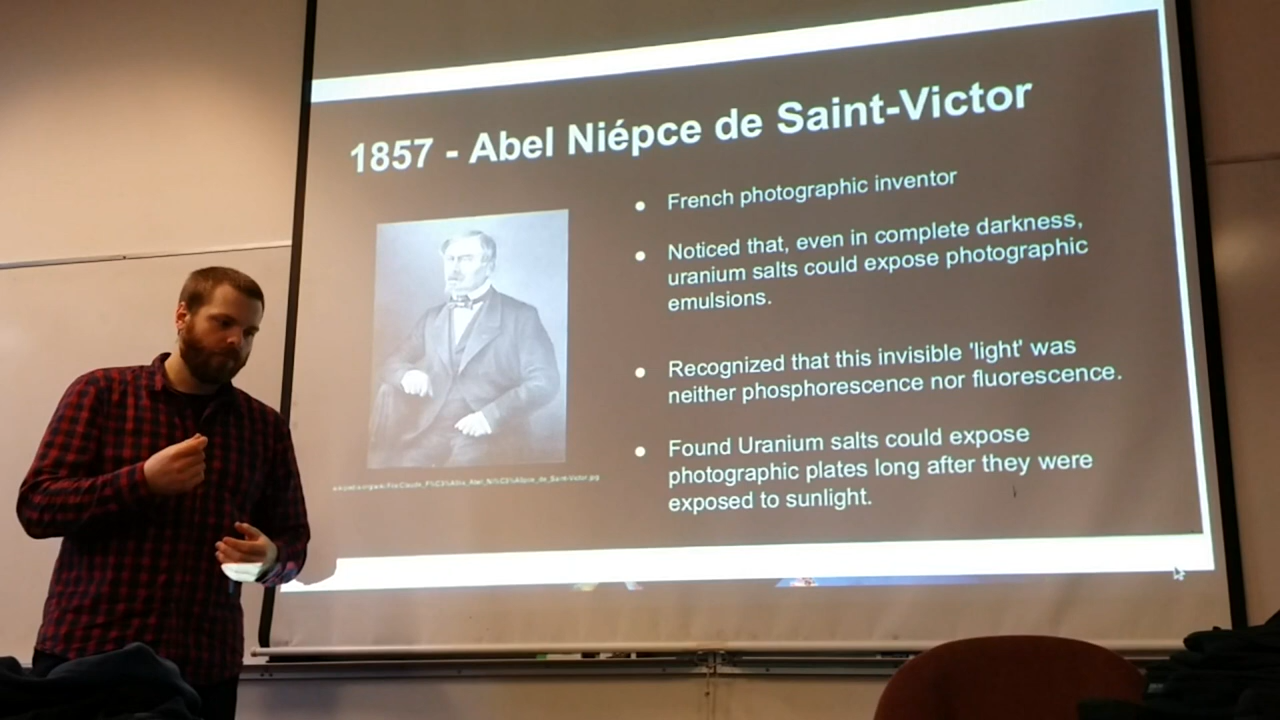 1857 - Abel Niépce de Saint-Victor
French photographic inventor
Noticed that, even in complete darkness,
uranium salts could expose photographic
emulsions.
Recognized that this invisible 'light' was
neither phosphorescence nor fluorescence.
Found Uranium salts could expose
photographic plates long after they were
exposed to sunlight.